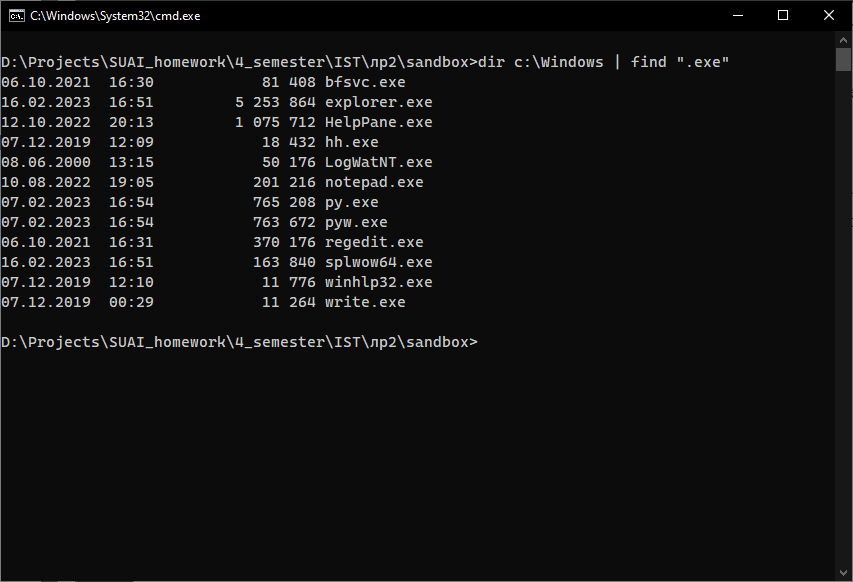 C:\Windows\System32\cmd.exe
D:\Projects\SUAI_homework\4_semester\IST\лр2\sandbox>dir c:\Windows | find ".exe"
06.10.2021  16:30            81 408 bfsvc.exe
16.02.2023  16:51         5 253 864 explorer.exe
12.10.2022  20:13         1 075 712 HelpPane.exe
07.12.2019  12:09            18 432 hh.exe
08.06.2000  13:15            50 176 LogWatNT.exe
10.08.2022  19:05           201 216 notepad.exe
07.02.2023  16:54           765 208 py.exe
07.02.2023  16:54           763 672 pyw.exe
06.10.2021  16:31           370 176 regedit.exe
16.02.2023  16:51           163 840 splwow64.exe
07.12.2019  12:10            11 776 winhlp32.exe
07.12.2019  00:29            11 264 write.exe
D:\Projects\SUAI_homework\4_semester\IST\лр2\sandbox>